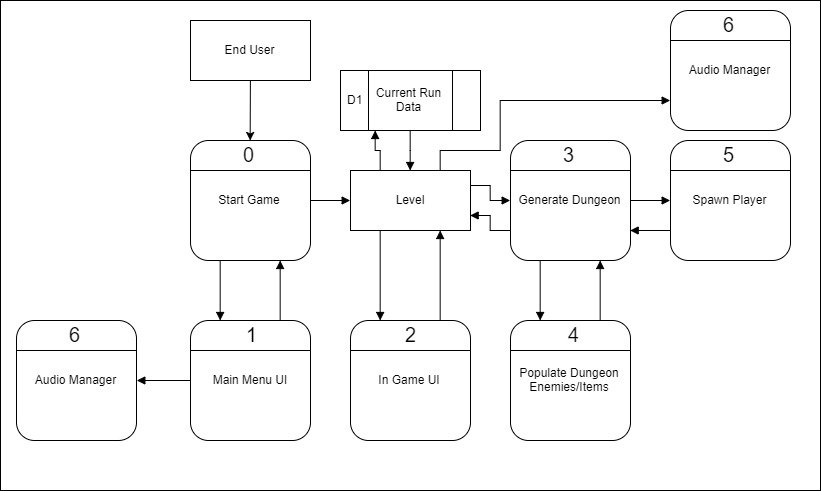 End User
6
Audio Manager
D1
Current Run
Data
0
Start Game
Level
3
Generate Dungeon
5
Spawn Player
6
Audio Manager
1
Main Menu UI
2
In Game UI
4
Populate Dungeon
Enemies/Items